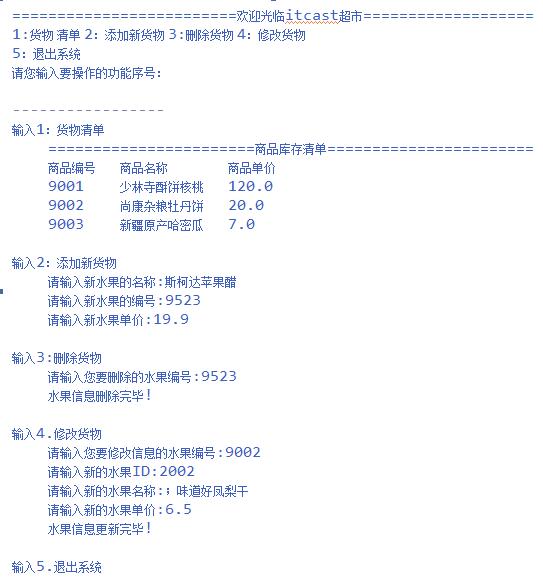 =========================欢迎光临itcast超市===================
1:货物 清单 2: 添加新货物 3:删除货物 4: 修改货物
5: 退出系统
请您输入要操作的功能序号:
-----------------
输入1: 货物清单
=======================商品库存清单=======================
商品编号 商品名称 商品单价
9001 少林寺酥饼核桃 120.0
9002 尚康杂粮牡丹饼 20.0
9003 新疆原产哈密瓜 7.0
输入2: 添加新货物
请输入新水果的名称:斯柯达苹果醋
请输入新水果的编号:9523
请输入新水果单价:19.9
输入3:删除货物
请输入您要删除的水果编号:9523
水果信息删除完毕!
输入4.修改货物
请输入您要修改信息的水果编号:9002
请输入新的水果ID:2002
请输入新的水果名称:；味道好凤梨干
请输入新的水果单价:6.5
水果信息更新完毕!
输入5.退出系统